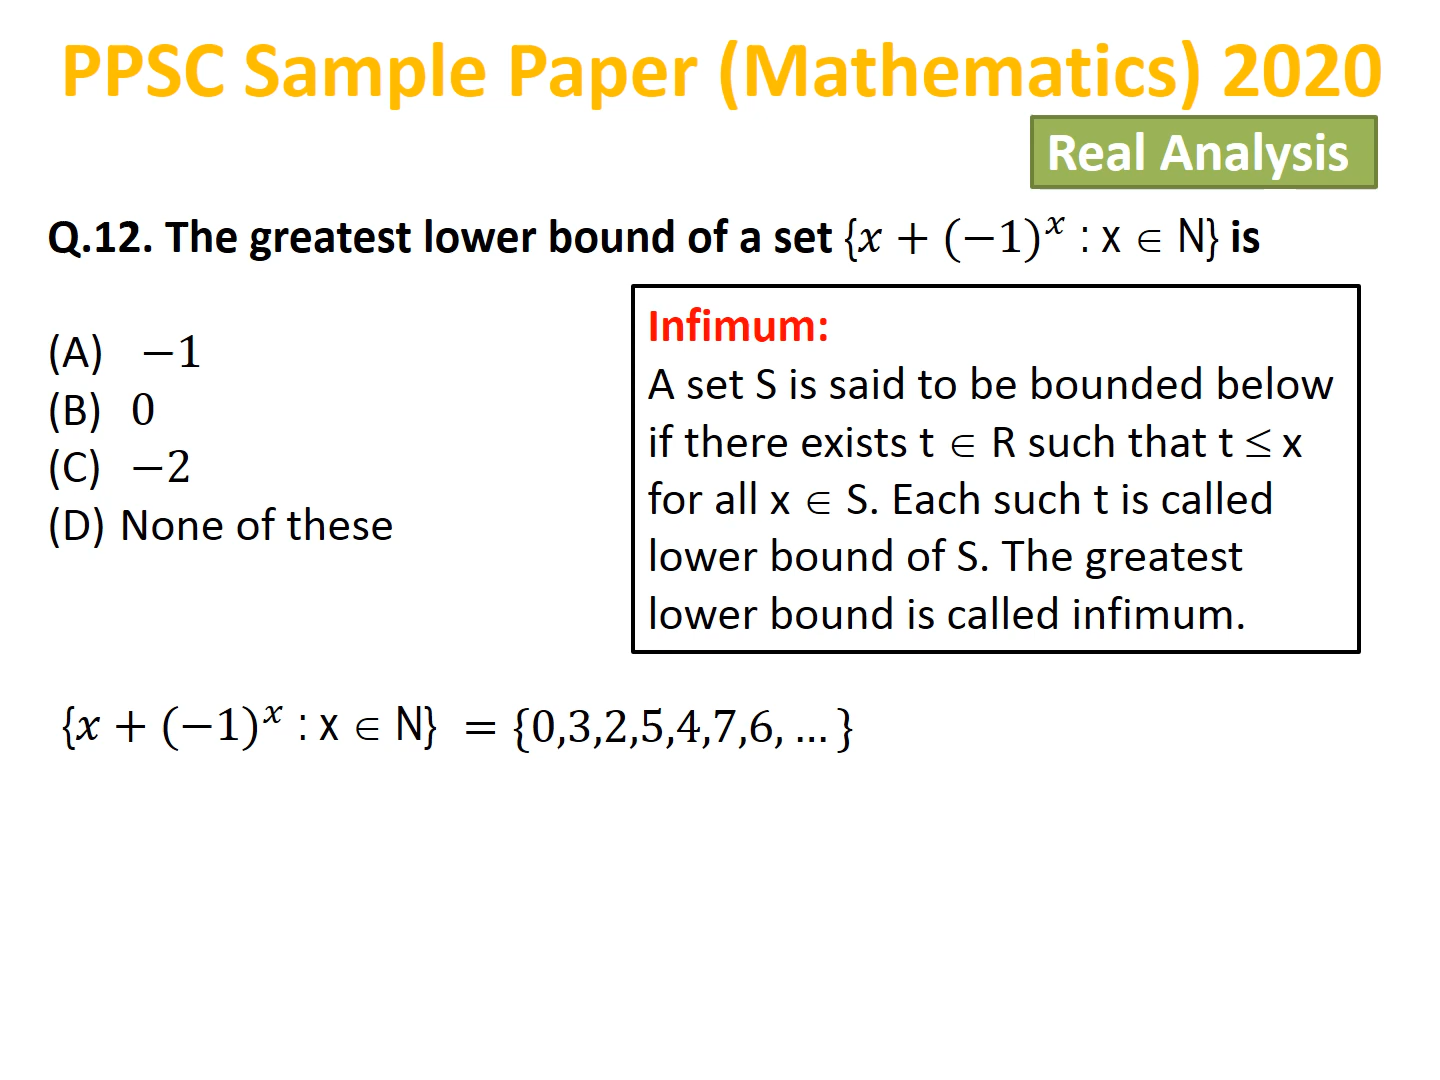 PPSC Sample Paper (Mathematics) 2020
Real Analysis
Q.12. The greatest lower bound of a set {𝑥 + (−1)ˣ : x ∈ N} is
(A) −1
(B) 0
(C) −2
(D) None of these
Infimum:
A set S is said to be bounded below
if there exists t ∈ R such that t ≤ x
for all x ∈ S. Each such t is called
lower bound of S. The greatest
lower bound is called infimum.
{𝑥 + (−1)ˣ : x ∈ N} = {0,3,2,5,4,7,6, … }